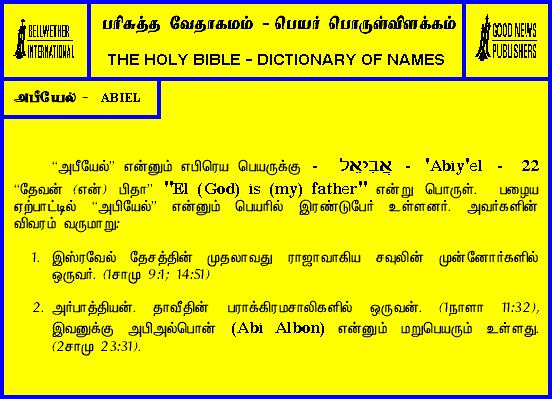 BELLWETHER
INTERNATIONAL
பரிசுத்த வேதாகமம் - பெயர் பொருள்விளக்கம்
THE HOLY BIBLE - DICTIONARY OF NAMES
GOOD NEWS
PUBLISHERS
அபீயேல் - ABIEL
“அபீயேல்” என்னும் எபிரெய பெயருக்கு - אֲבִיאֵל - 'Abiy'el - 22
“தேவன் (என்) பிதா” "El (God) is (my) father" என்று பொருள். பழைய
ஏற்பாட்டில் “அபியேல்” என்னும் பெயரில் இரண்டுபேர் உள்ளனர். அவர்களின்
விவரம் வருமாறு:
1. இஸ்ரவேல் தேசத்தின் முதலாவது ராஜாவாகிய சவுலின் முன்னோர்களில்
ஒருவர். (1சாமு 9:1; 14:51)
2. அர்பாத்தியன். தாவீதின் பராக்கிரமசாலிகளில் ஒருவன். (1நாளா 11:32),
இவனுக்கு அபிஅல்பொன் (Abi Albon) என்னும் மறுபெயரும் உள்ளது.
(2சாமு 23:31).